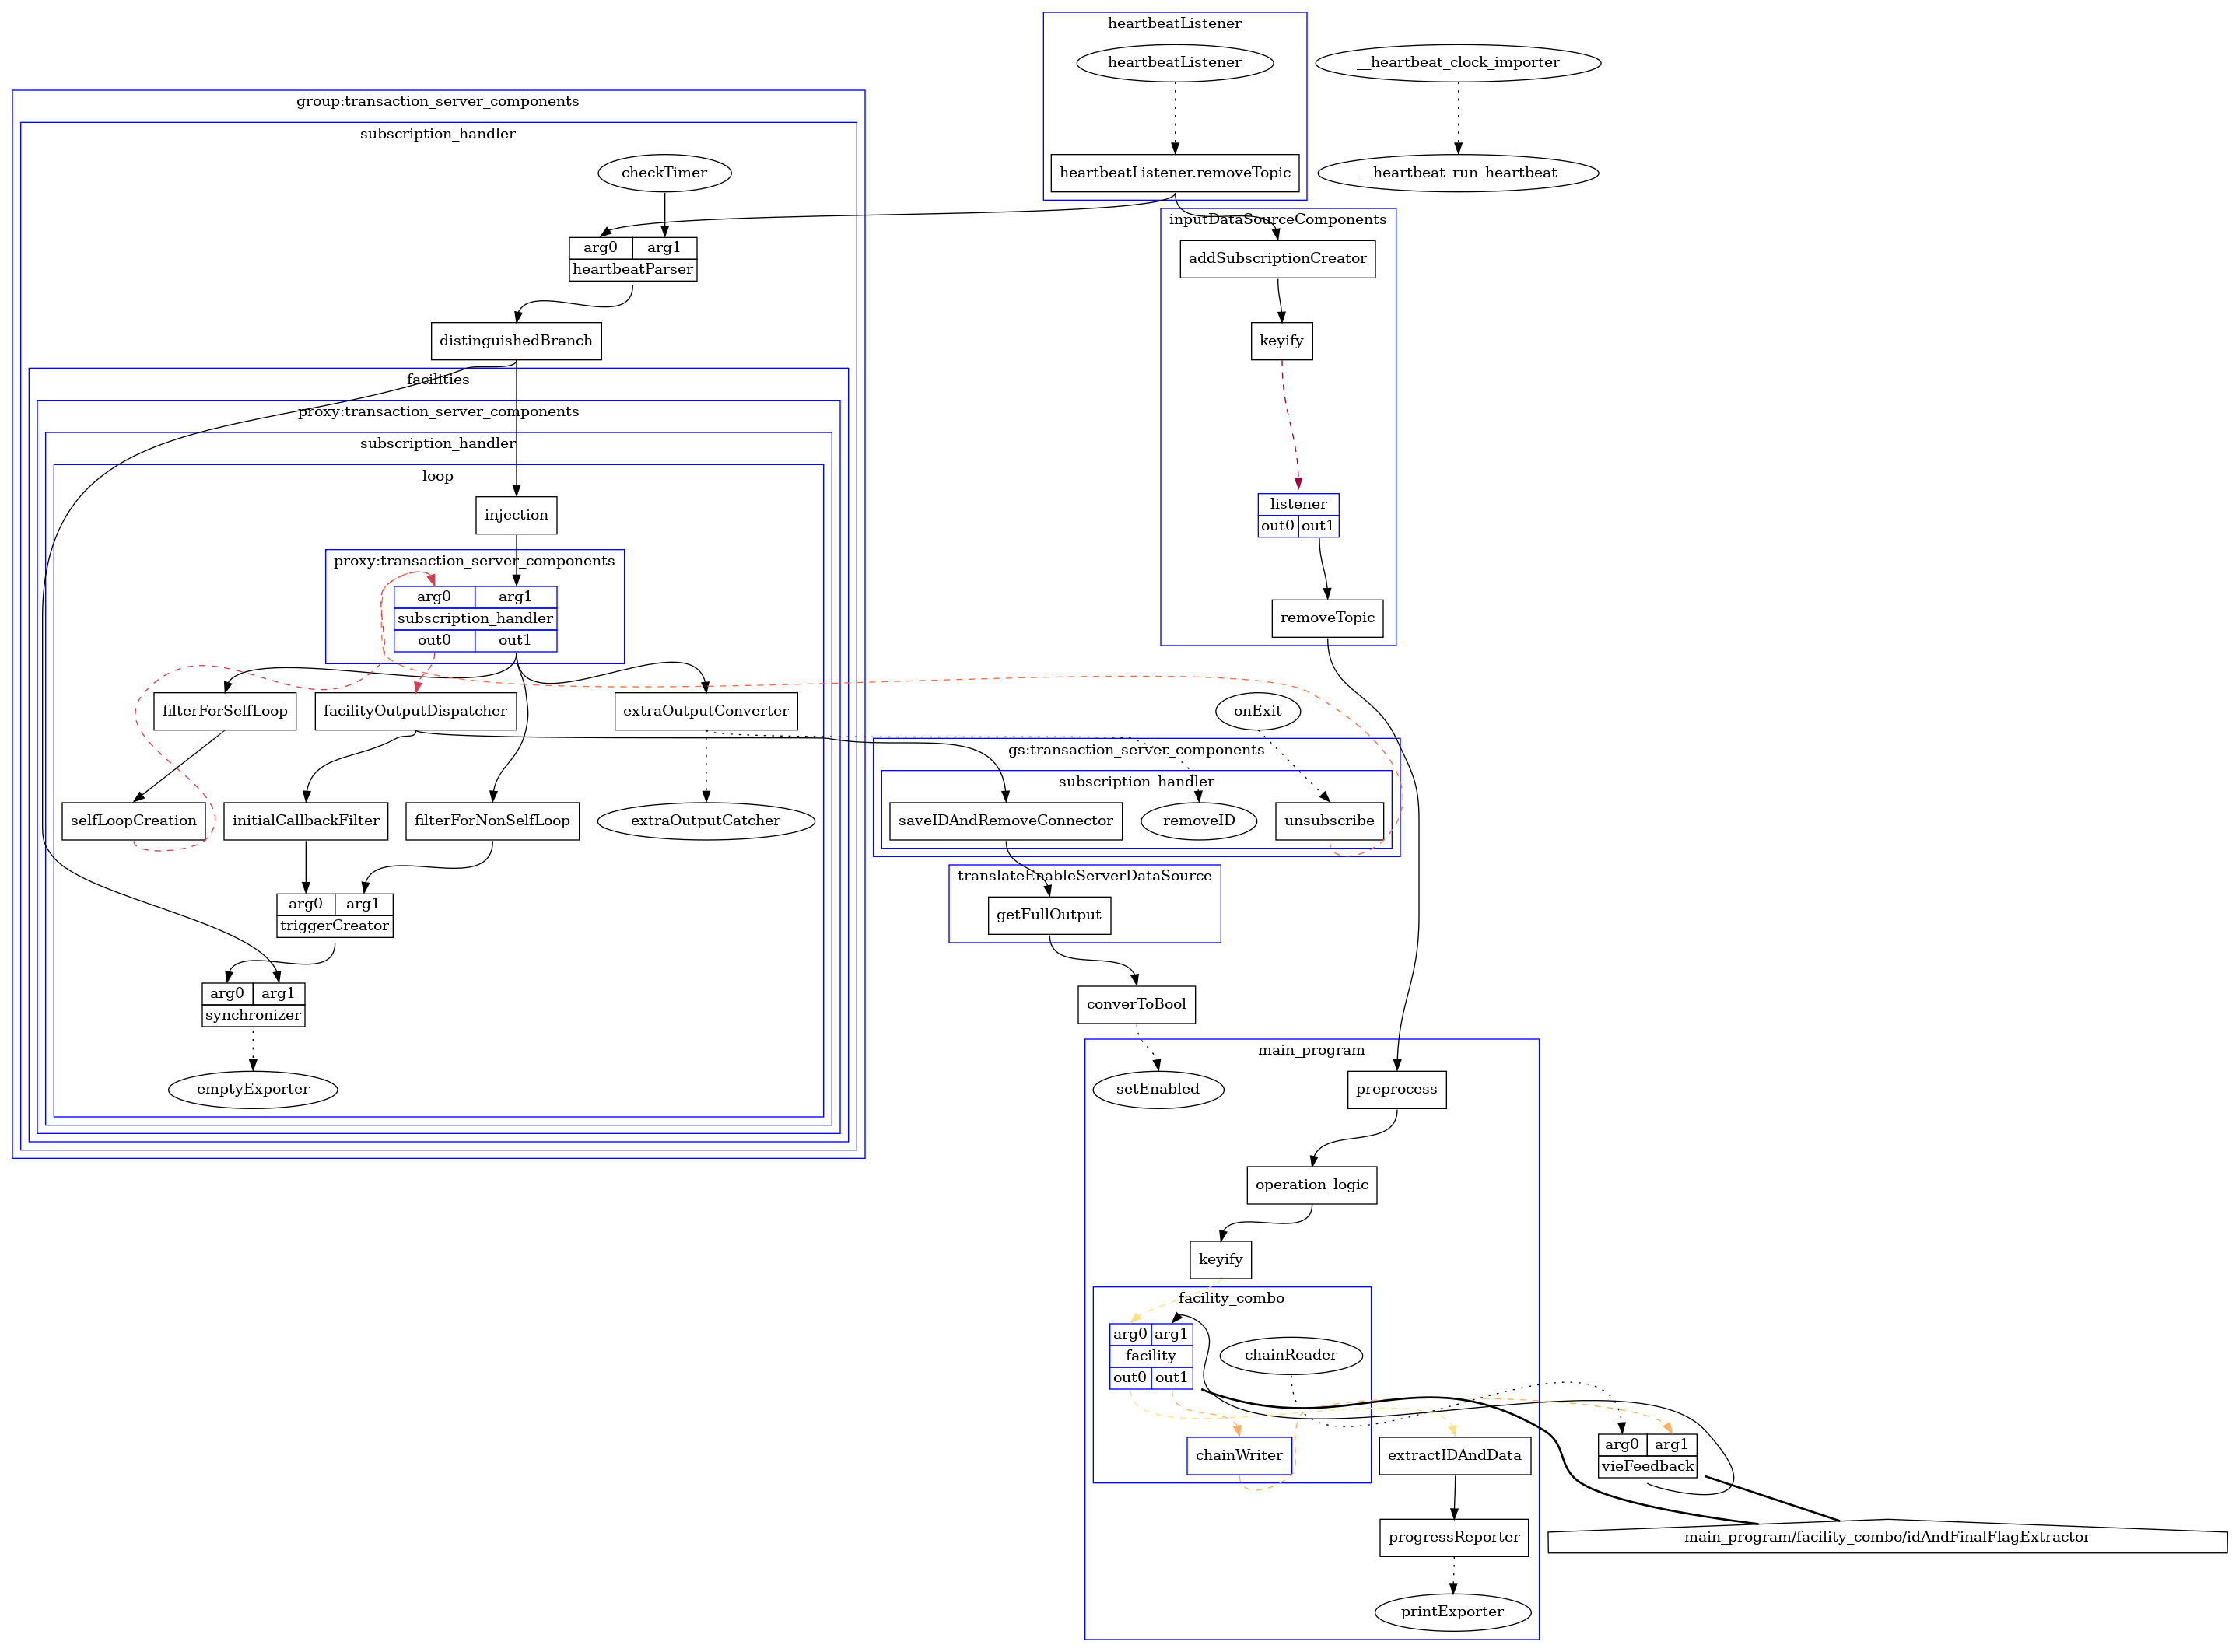 heartbeatListener
heartbeatListener
__heartbeat_clock_importer
group:transaction_server_components
subscription_handler
checkTimer
heartbeatListener.removeTopic
__heartbeat_run_heartbeat
inputDataSourceComponents
arg0 arg1
heartbeatParser
addSubscriptionCreator
distinguishedBranch
keyify
facilities
proxy:transaction_server_components
subscription_handler
loop
injection
listener
out0 out1
proxy:transaction_server_components
arg0 arg1
subscription_handler
out0 out1
removeTopic
filterForSelfLoop
facilityOutputDispatcher
extraOutputConverter
onExit
gs:transaction_server_components
subscription_handler
selfLoopCreation
initialCallbackFilter
filterForNonSelfLoop
extraOutputCatcher
saveIDAndRemoveConnector
removeID
unsubscribe
translateEnableServerDataSource
arg0 arg1
triggerCreator
getFullOutput
arg0 arg1
synchronizer
converToBool
main_program
emptyExporter
setEnabled
preprocess
operation_logic
keyify
facility_combo
arg0 arg1
facility
out0 out1
chainReader
chainWriter
extractIDAndData
arg0 arg1
vieFeedback
progressReporter
main_program/facility_combo/idAndFinalFlagExtractor
printExporter